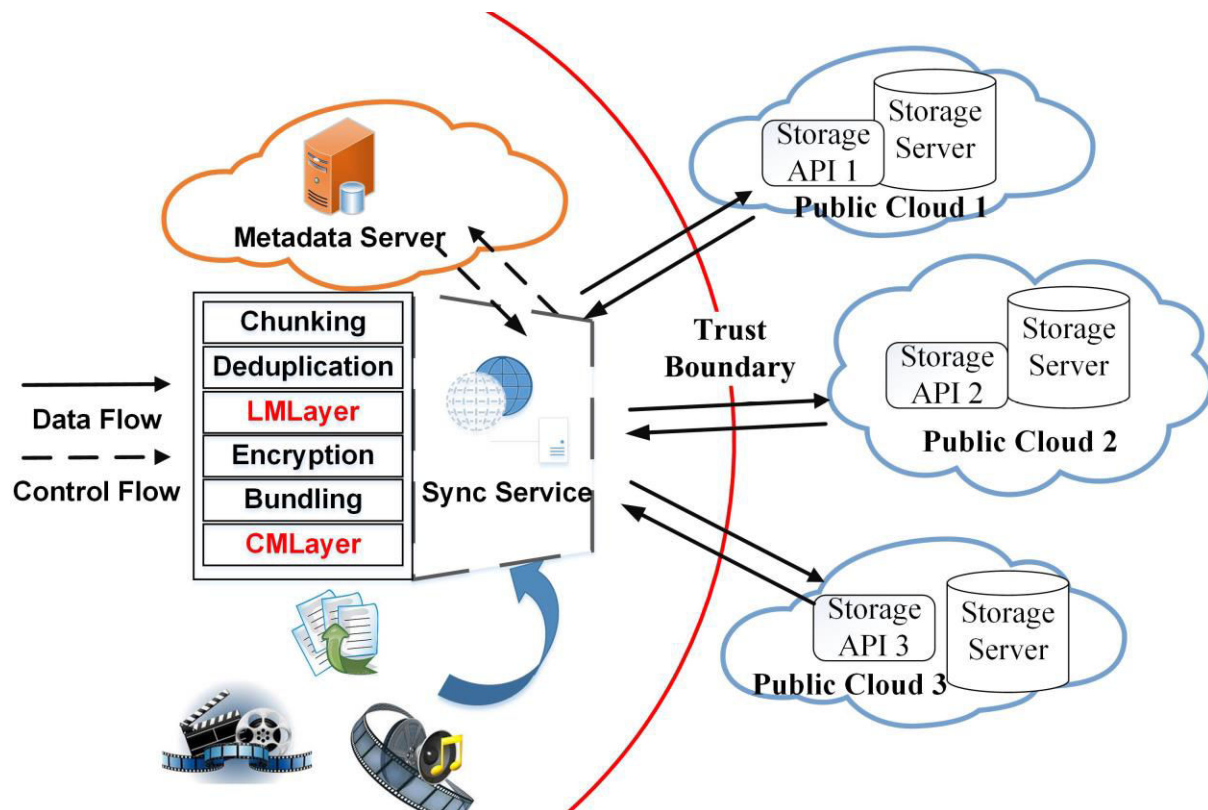 Storage
Server
Storage
API 1
Public Cloud 1
Metadata Server
Chunking
Deduplication
LMLayer
Encryption
Bundling
CMLayer
Data Flow
Control Flow
Sync Service
Trust
Boundary
Storage
Server
Storage
API 2
Public Cloud 2
Storage
API 3
Storage
Server
Public Cloud 3